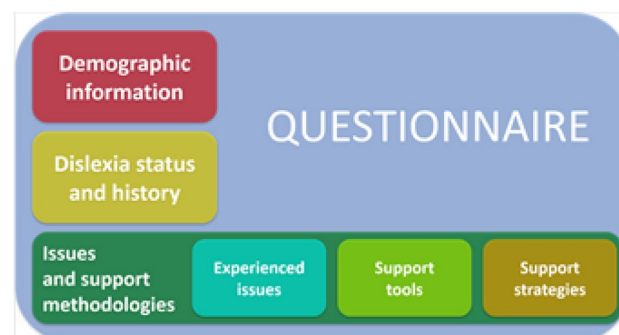 Demographic
information
QUESTIONNAIRE
Dislexia status
and history
Issues
and support
methodologies
Experienced
issues
Support
tools
Support
strategies